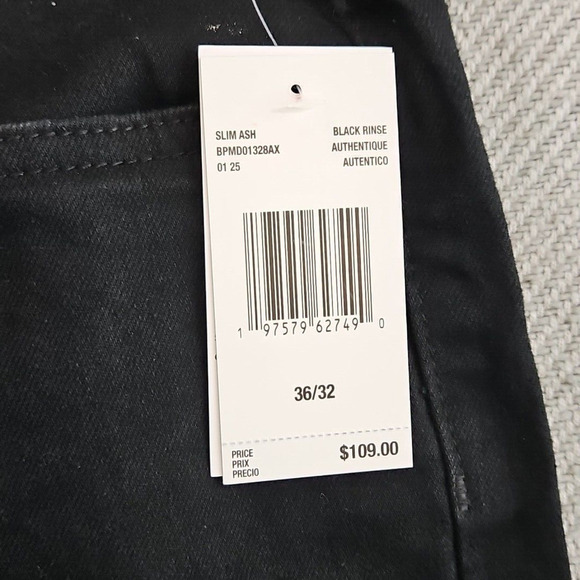 SLIM ASH BLACK RINSE
BPMD01328AX AUTHENTIQUE
01 25 AUTENTICO
1 97579 62749 0
36/32
PRICE
PRIX
PRECIO
$109.00